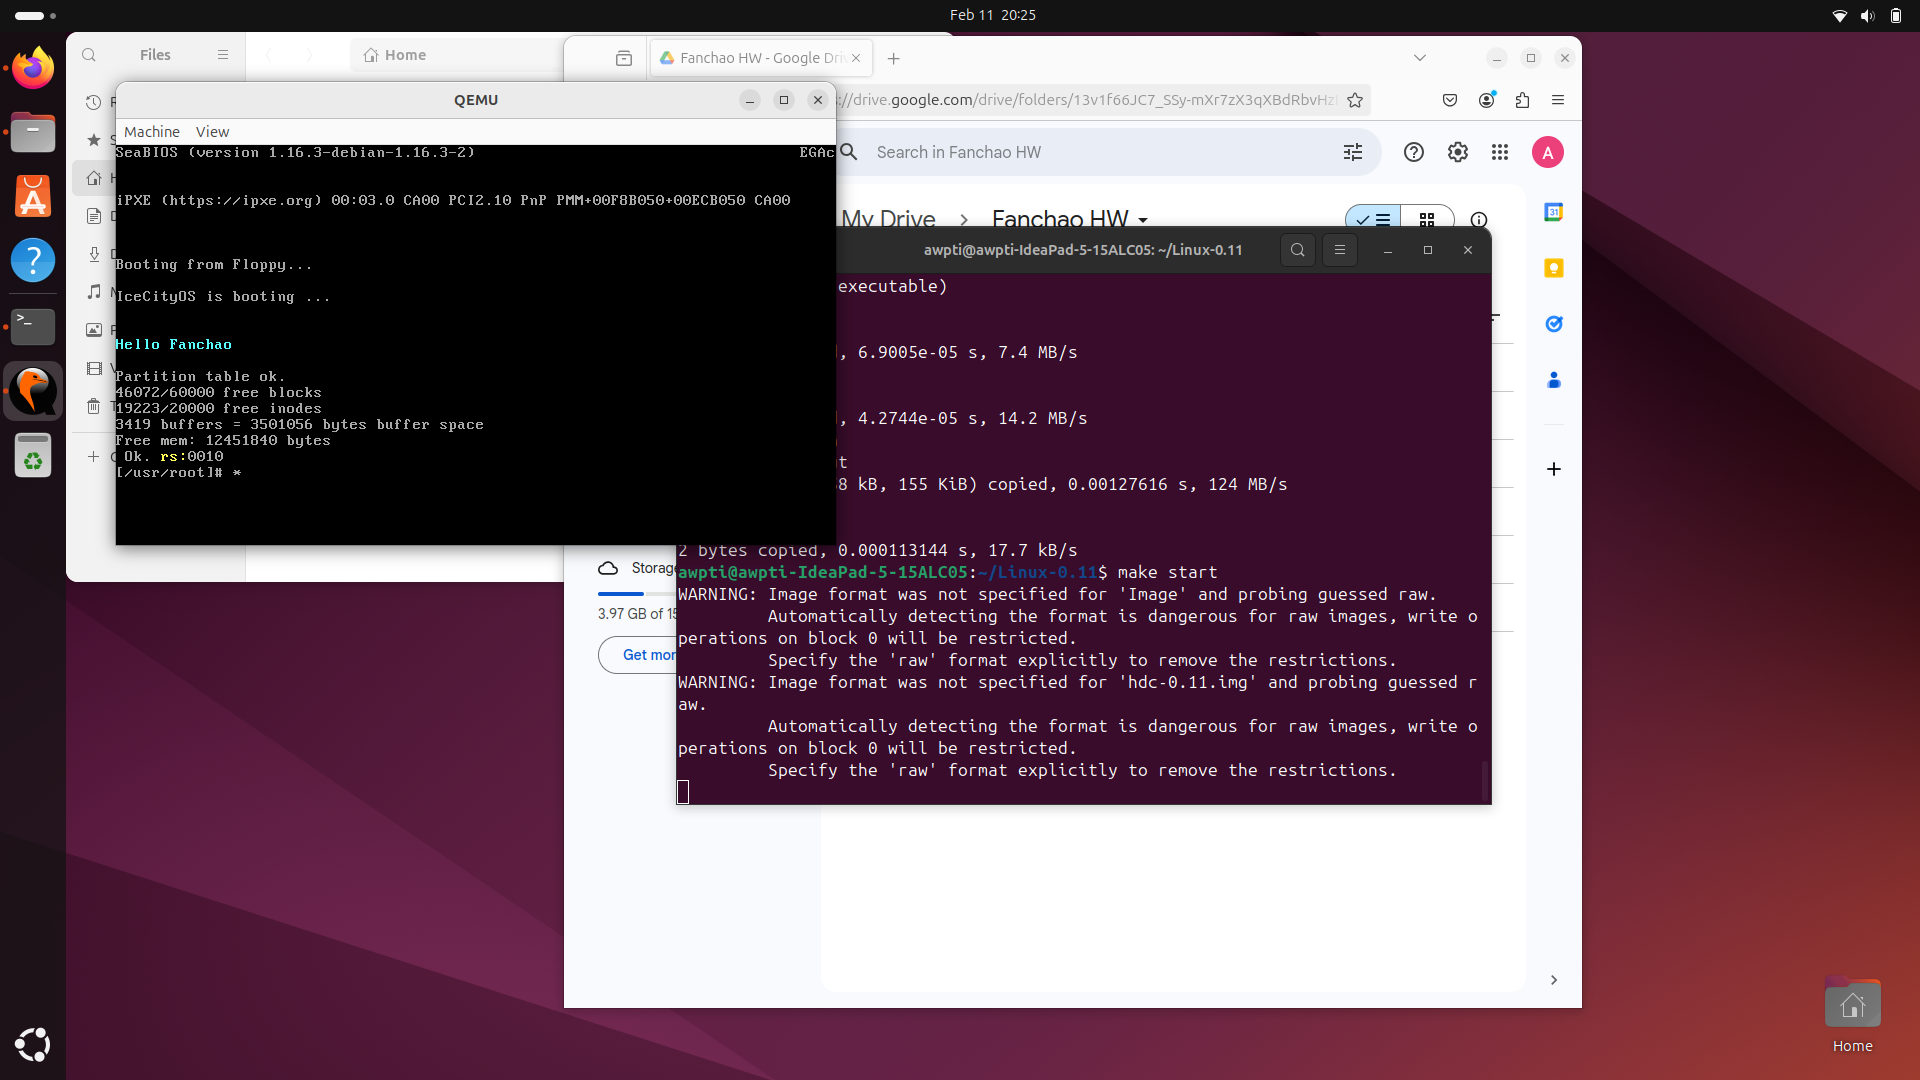 Feb 11 20:25
Files
Home
Fanchao HW - Google Dri
://drive.google.com/drive/folders/13v1f66JC7_SSy-mXr7zX3qXBdRbvHz
Search in Fanchao HW
A
My Drive > Fanchao HW
31
QEMU
Machine View
SeaBIOS (version 1.16.3-debian-1.16.3-2)
EGAc
iPXE (https://ipxe.org) 00:03.0 CA00 PCI2.10 PnP PMM+00F8B050+00ECB050 CA00
Booting from Floppy...
IceCityOS is booting ...
Hello Fanchao
Partition table ok.
46072/60000 free blocks
19223/20000 free inodes
3419 buffers = 3501056 bytes buffer space
Free mem: 12451840 bytes
Ok. rs:0010
[/usr/root]# *
awpti@awpti-IdeaPad-5-15ALC05: ~/Linux-0.11
executable)
, 6.9005e-05 s, 7.4 MB/s
, 4.2744e-05 s, 14.2 MB/s
t
8 kB, 155 KiB) copied, 0.00127616 s, 124 MB/s
2 bytes copied, 0.000113144 s, 17.7 kB/s
awpti@awpti-IdeaPad-5-15ALC05:~/Linux-0.11$ make start
WARNING: Image format was not specified for 'Image' and probing guessed raw.
Automatically detecting the format is dangerous for raw images, write o
perations on block 0 will be restricted.
Specify the 'raw' format explicitly to remove the restrictions.
WARNING: Image format was not specified for 'hdc-0.11.img' and probing guessed r
aw.
Automatically detecting the format is dangerous for raw images, write o
perations on block 0 will be restricted.
Specify the 'raw' format explicitly to remove the restrictions.
Storag
3.97 GB of 15
Get mor
Home